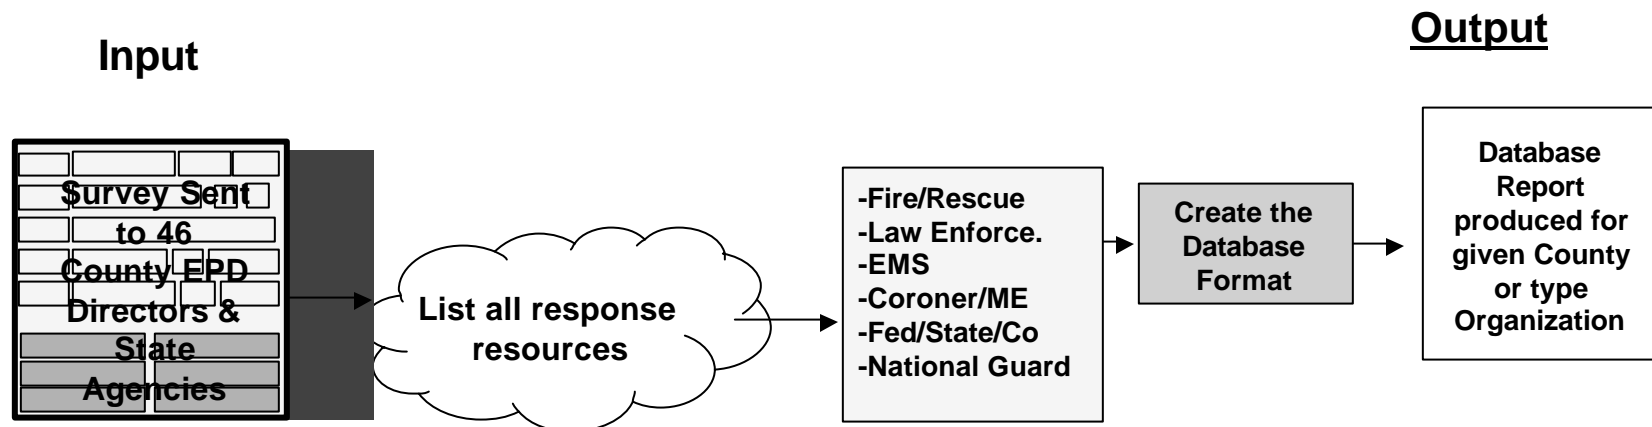 Input
Output
Survey Sent
to 46
County EPD
Directors &
State
Agencies
List all response
resources
-Fire/Rescue
-Law Enforce.
-EMS
-Coroner/ME
-Fed/State/Co
-National Guard
Create the
Database
Format
Database
Report
produced for
given County
or type
Organization